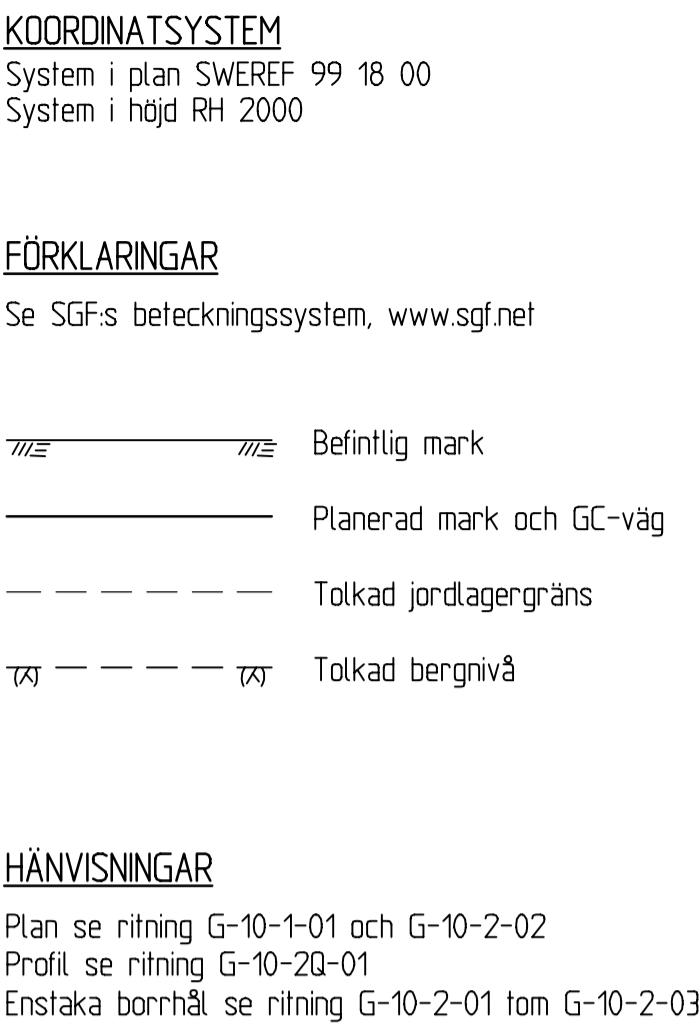 KOORDINATSYSTEM
System i plan SWEREF 99 18 00
System i höjd RH 2000
FÖRKLARINGAR
Se SGF:s beteckningssystem, www.sgf.net
Befintlig mark
Planerad mark och GC-väg
Tolkad jordlagergräns
Tolkad bergnivå
HÄNVISNINGAR
Plan se ritning G-10-1-01 och G-10-2-02
Profil se ritning G-10-2Q-01
Enstaka borrhål se ritning G-10-2-01 tom G-10-2-03